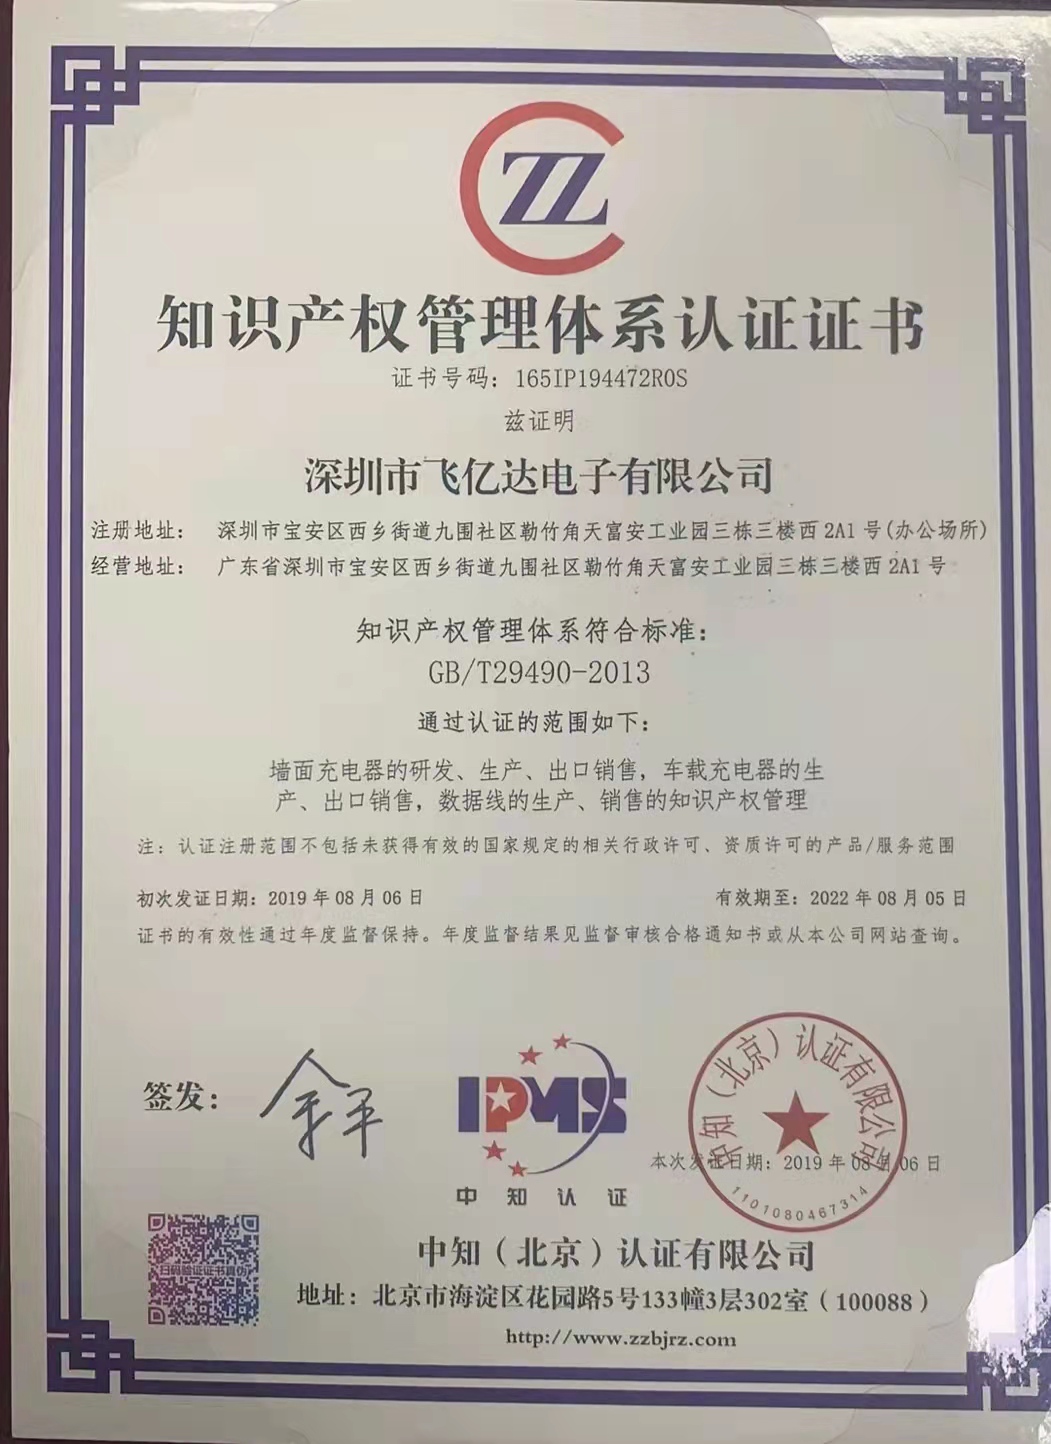 ZZ
知识产权管理体系认证证书
证书号码：165IP194472R0S
兹证明
深圳市飞亿达电子有限公司
注册地址： 深圳市宝安区西乡街道九围社区勒竹角天富安工业园三栋三楼西2A1号(办公场所)
经营地址： 广东省深圳市宝安区西乡街道九围社区勒竹角天富安工业园三栋三楼西2A1号
知识产权管理体系符合标准：
GB/T29490-2013
通过认证的范围如下：
墙面充电器的研发、生产、出口销售，车载充电器的生
产、出口销售，数据线的生产、销售的知识产权管理
注：认证注册范围不包括未获得有效的国家规定的相关行政许可、资质许可的产品/服务范围
初次发证日期：2019年08月06日 有效期至：2022年08月05日
证书的有效性通过年度监督保持。年度监督结果见监督审核合格通知书或从本公司网站查询。
签发：
IPMS
中知认证
中知（北京）认证有限公司
本次发证日期：2019年08月06日
1101080467314
扫码验证证书真伪
中知（北京）认证有限公司
地址：北京市海淀区花园路5号133幢3层302室（100088）
http://www.zzbjrz.com